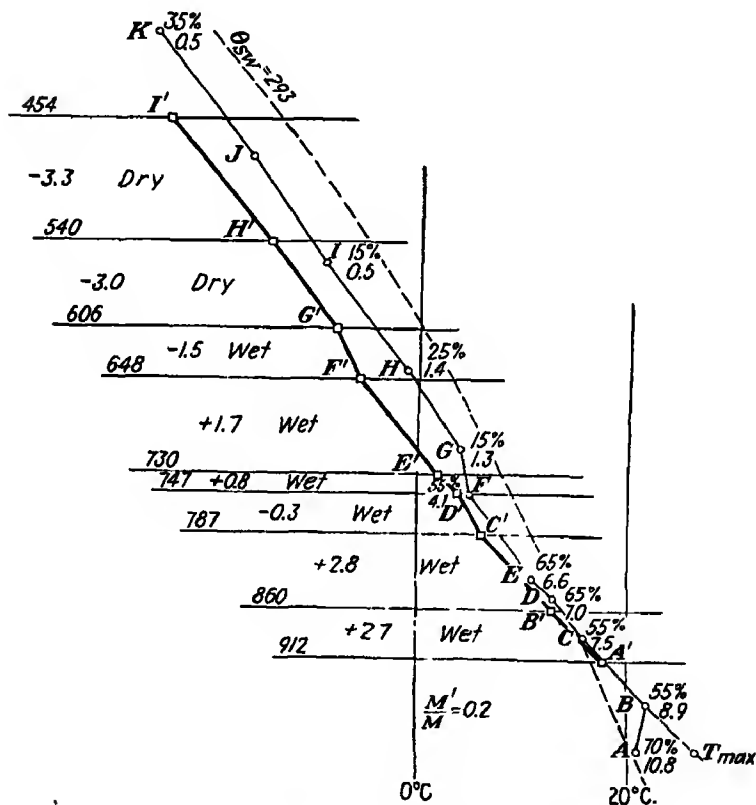 K 35%
0.5
θsw=293
454 I'
J
-3.3 Dry
540 H'
I 15%
0.5
-3.0 Dry
606 G'
-1.5 Wet
25%
648 F' H 1.4
+1.7 Wet
G 15%
1.3
730 E'
747 +0.8 Wet 55% F'
4.1 D'
-0.3 Wet
787 C'
+2.8 Wet E 65%
D 6.6 65%
860 B' 7.0
+2.7 Wet C 55%
7.5 A'
912
M'/M=0.2 B 55%
8.9
A 70% Tmax
10.8
0°C 20°C.